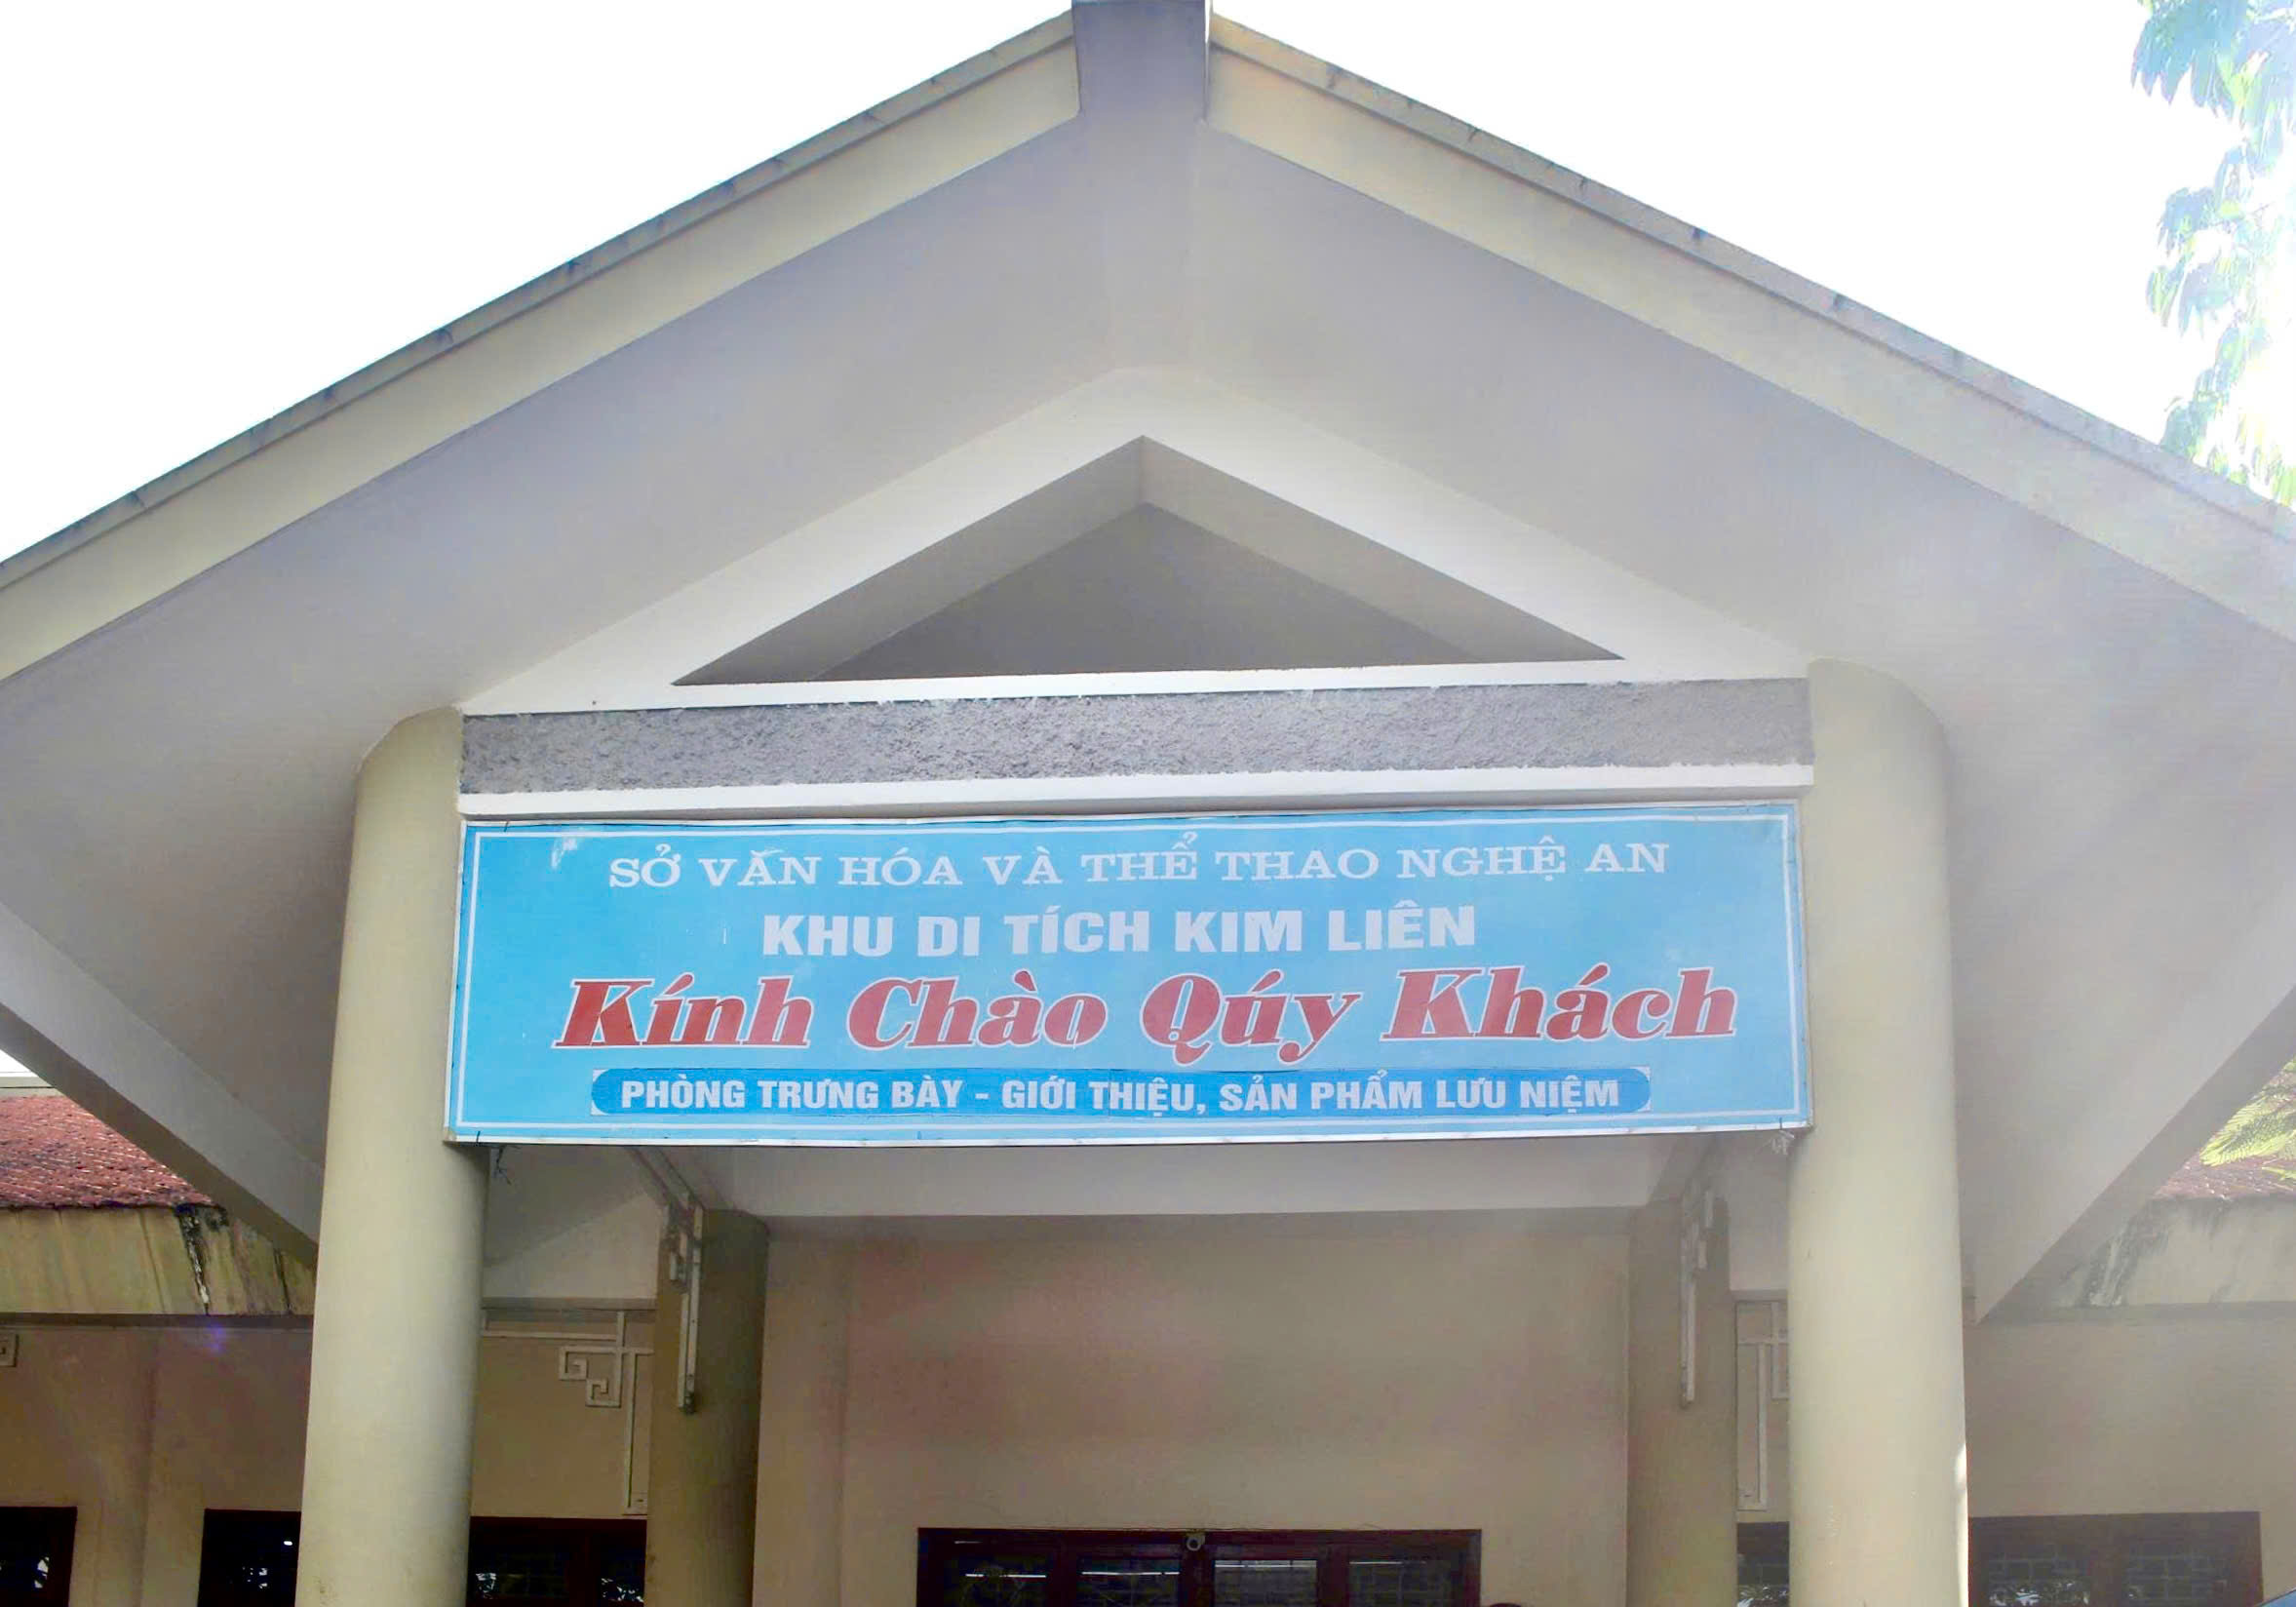 SỞ VĂN HÓA VÀ THỂ THAO NGHỆ AN
KHU DI TÍCH KIM LIÊN
Kính Chào Qúy Khách
PHÒNG TRƯNG BÀY - GIỚI THIỆU, SẢN PHẨM LƯU NIỆM